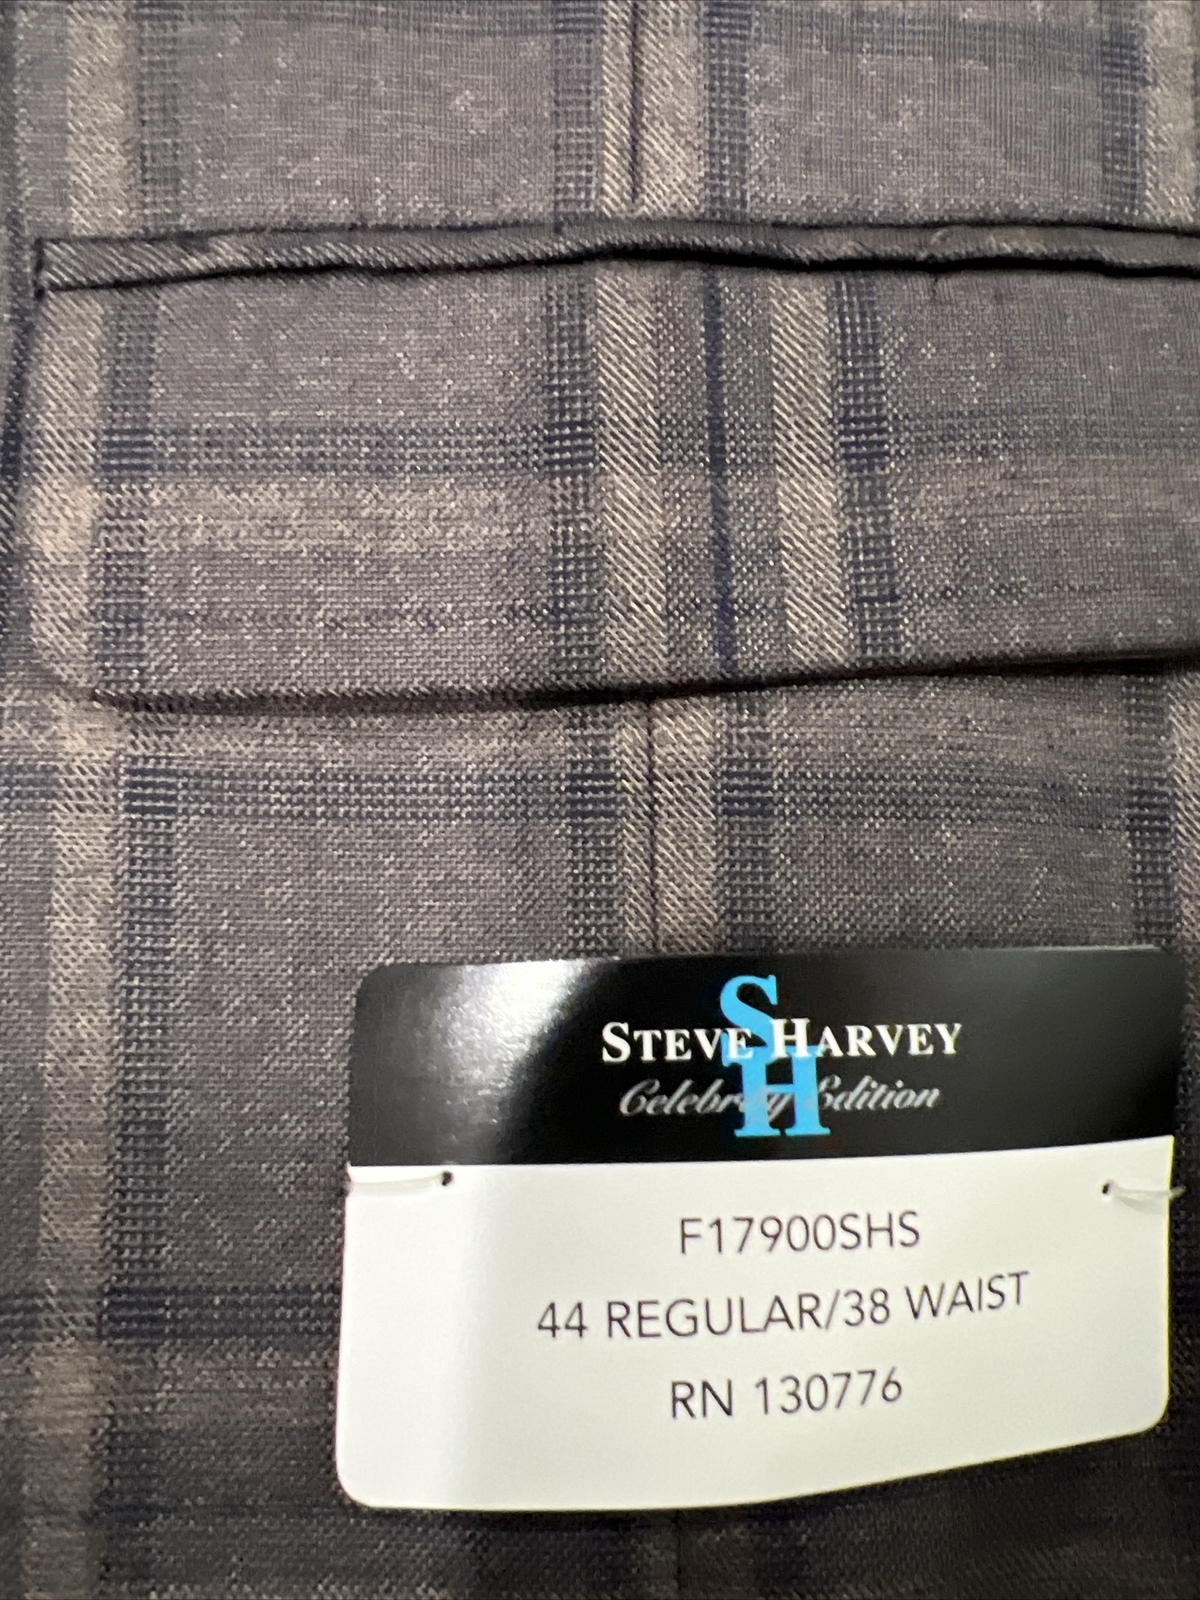 SH
STEVE HARVEY
Celebrity Edition
F17900SHS
44 REGULAR/38 WAIST
RN 130776